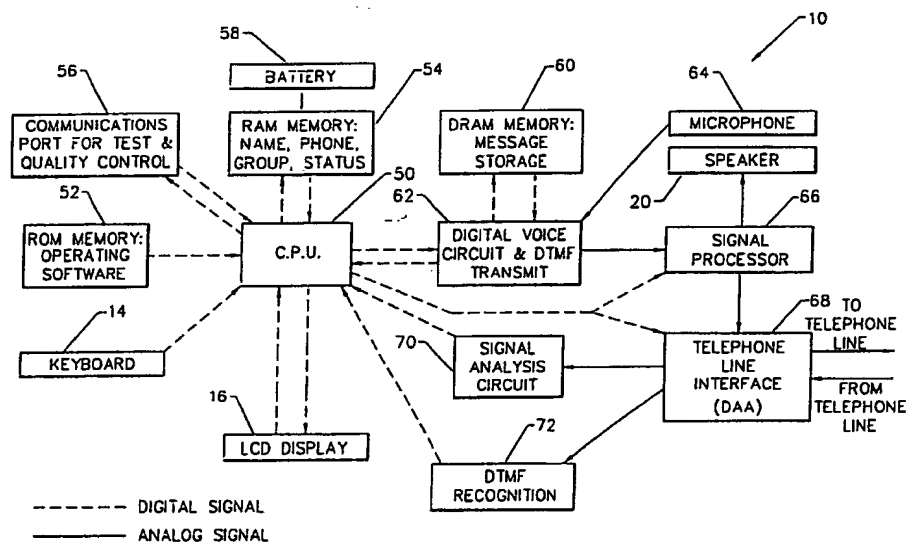 58
10
56
BATTERY
54
60
64
COMMUNICATIONS
PORT FOR TEST &
QUALITY CONTROL
RAM MEMORY:
NAME, PHONE,
GROUP, STATUS
DRAM MEMORY:
MESSAGE
STORAGE
MICROPHONE
SPEAKER
52
50
62
20
66
ROM MEMORY:
OPERATING
SOFTWARE
C.P.U.
DIGITAL VOICE
CIRCUIT & DTMF
TRANSMIT
SIGNAL
PROCESSOR
14
KEYBOARD
70
SIGNAL
ANALYSIS
CIRCUIT
68
TELEPHONE
LINE
INTERFACE
(DAA)
TO
TELEPHONE
LINE
FROM
TELEPHONE
LINE
16
LCD DISPLAY
72
DTMF
RECOGNITION
DIGITAL SIGNAL
ANALOG SIGNAL